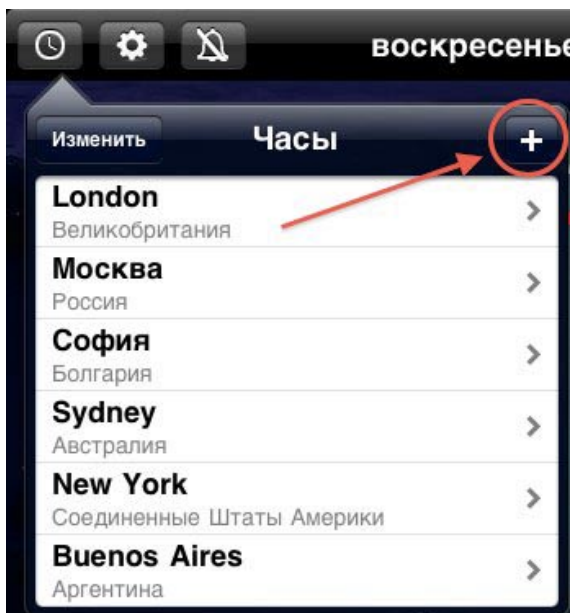 воскресенье
Изменить Часы +
London
Великобритания
Москва
Россия
София
Болгария
Sydney
Австралия
New York
Соединенные Штаты Америки
Buenos Aires
Аргентина